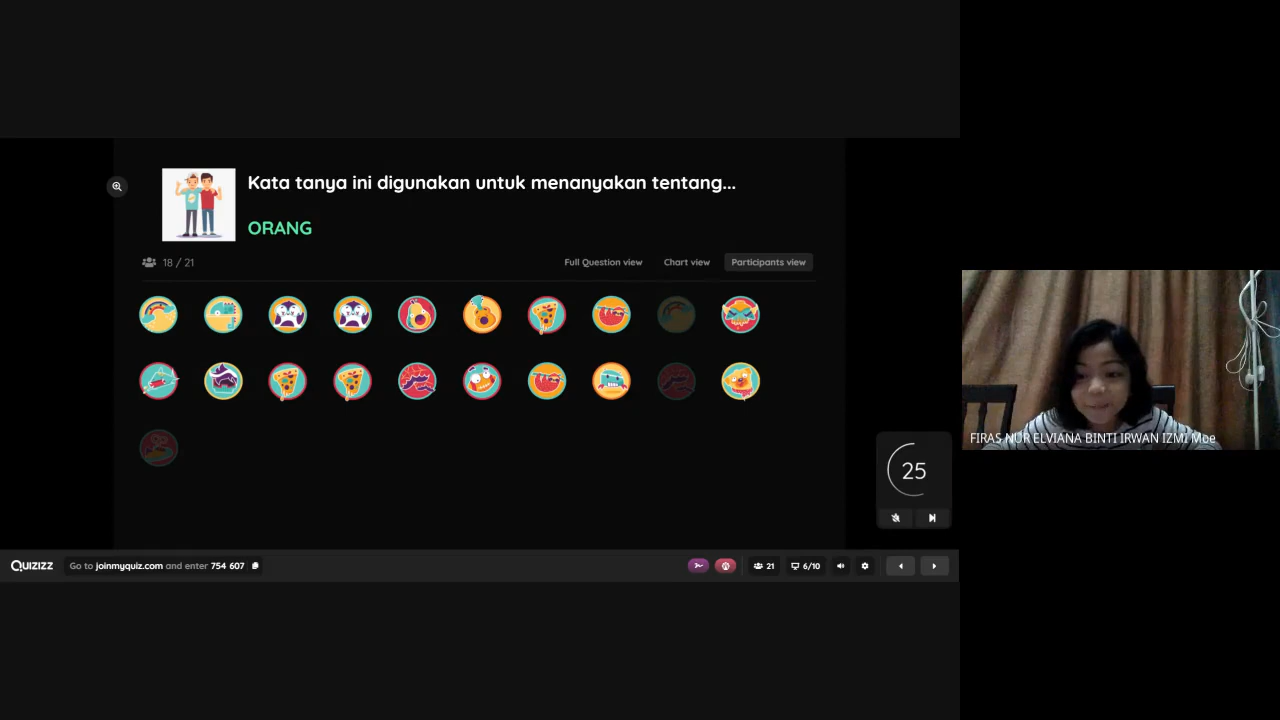 Kata tanya ini digunakan untuk menanyakan tentang...
ORANG
18 / 21
Full Question view
Chart view
Participants view
25
FIRAS NUR ELVIANA BINTI IRWAN IZMI Moe
QUIZIZZ
Go to joinmyquiz.com and enter 754 607
21
6/10